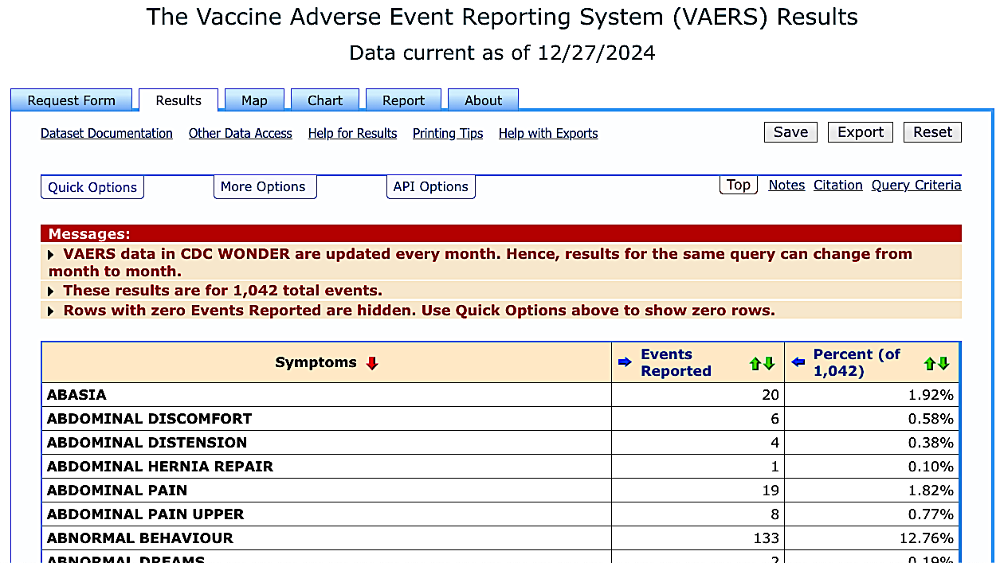 The Vaccine Adverse Event Reporting System (VAERS) Results
Data current as of 12/27/2024
Request Form Results Map Chart Report About
Dataset Documentation Other Data Access Help for Results Printing Tips Help with Exports Save Export Reset
Quick Options More Options API Options Top Notes Citation Query Criteria
Messages:
VAERS data in CDC WONDER are updated every month. Hence, results for the same query can change from
month to month.
These results are for 1,042 total events.
Rows with zero Events Reported are hidden. Use Quick Options above to show zero rows.
Symptoms Events Reported Percent (of 1,042)
ABASIA 20 1.92%
ABDOMINAL DISCOMFORT 6 0.58%
ABDOMINAL DISTENSION 4 0.38%
ABDOMINAL HERNIA REPAIR 1 0.10%
ABDOMINAL PAIN 19 1.82%
ABDOMINAL PAIN UPPER 8 0.77%
ABNORMAL BEHAVIOUR 133 12.76%
ABNORMAL DREAMS 2 0.19%